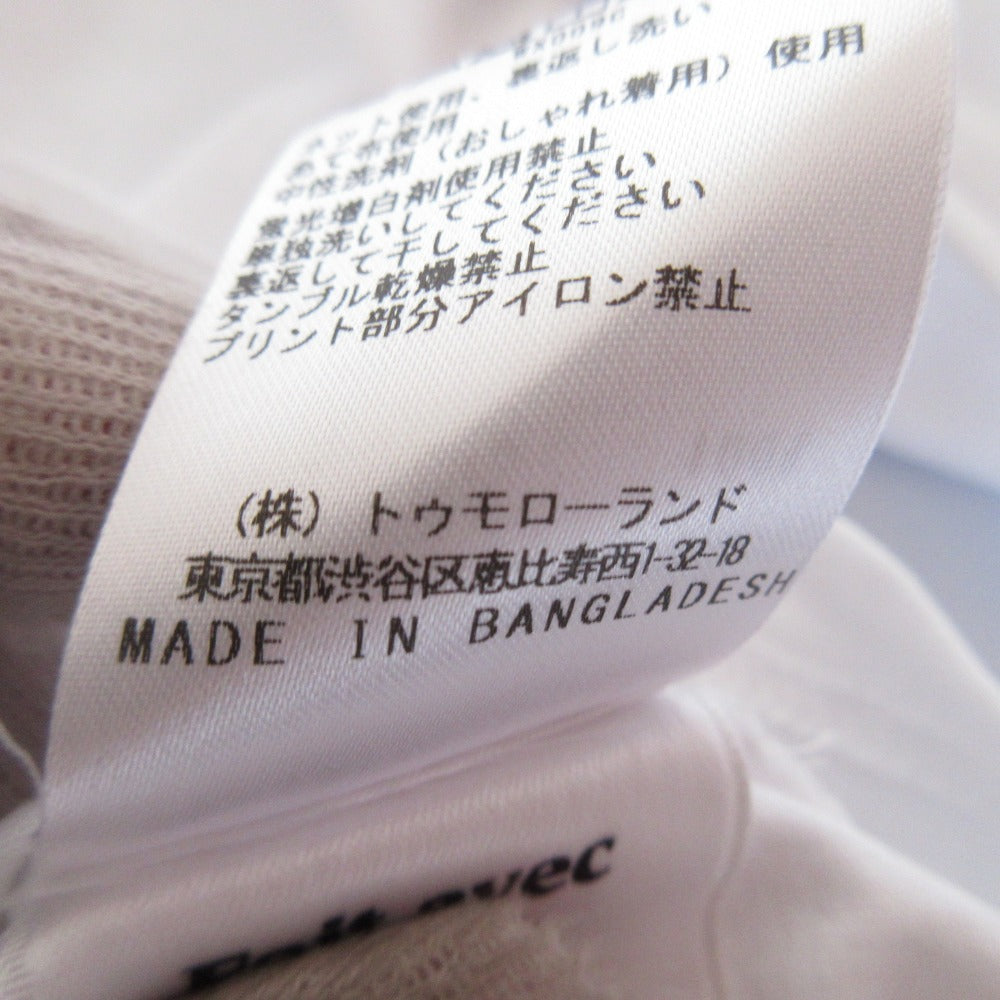 ネット使用、裏返し洗い
あて布使用
中性洗剤（おしゃれ着用）使用
蛍光増白剤使用禁止
単独洗いしてください
裏返して干してください
タンブル乾燥禁止
プリント部分アイロン禁止
（株）トゥモローランド
東京都渋谷区恵比寿西1-32-18
MADE IN BANGLADESH
avec